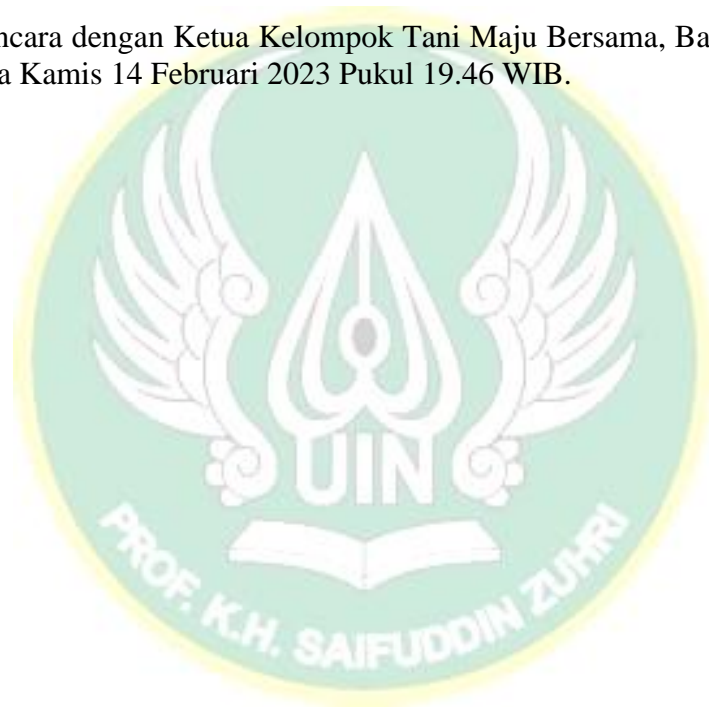 ncara dengan Ketua Kelompok Tani Maju Bersama, Ba
a Kamis 14 Februari 2023 Pukul 19.46 WIB.
UIN
PROF. K.H. SAIFUDDIN ZUHRI